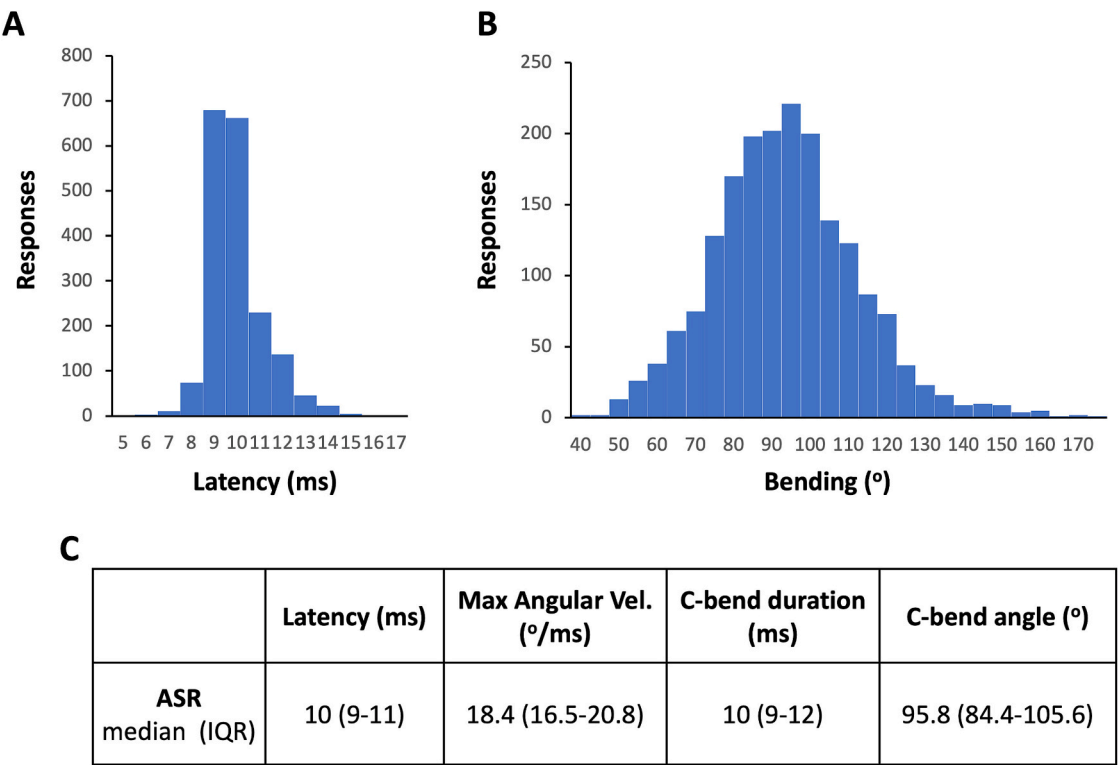 A
800
700
600
500
400
300
200
100
0
Responses
5 6 7 8 9 10 11 12 13 14 15 16 17
Latency (ms)
B
250
200
150
100
50
0
Responses
40 50 60 70 80 90 100 110 120 130 140 150 160 170
Bending (º)
C
Latency (ms)
Max Angular Vel.
(º/ms)
C-bend duration
(ms)
C-bend angle (º)
ASR
median (IQR)
10 (9-11)
18.4 (16.5-20.8)
10 (9-12)
95.8 (84.4-105.6)